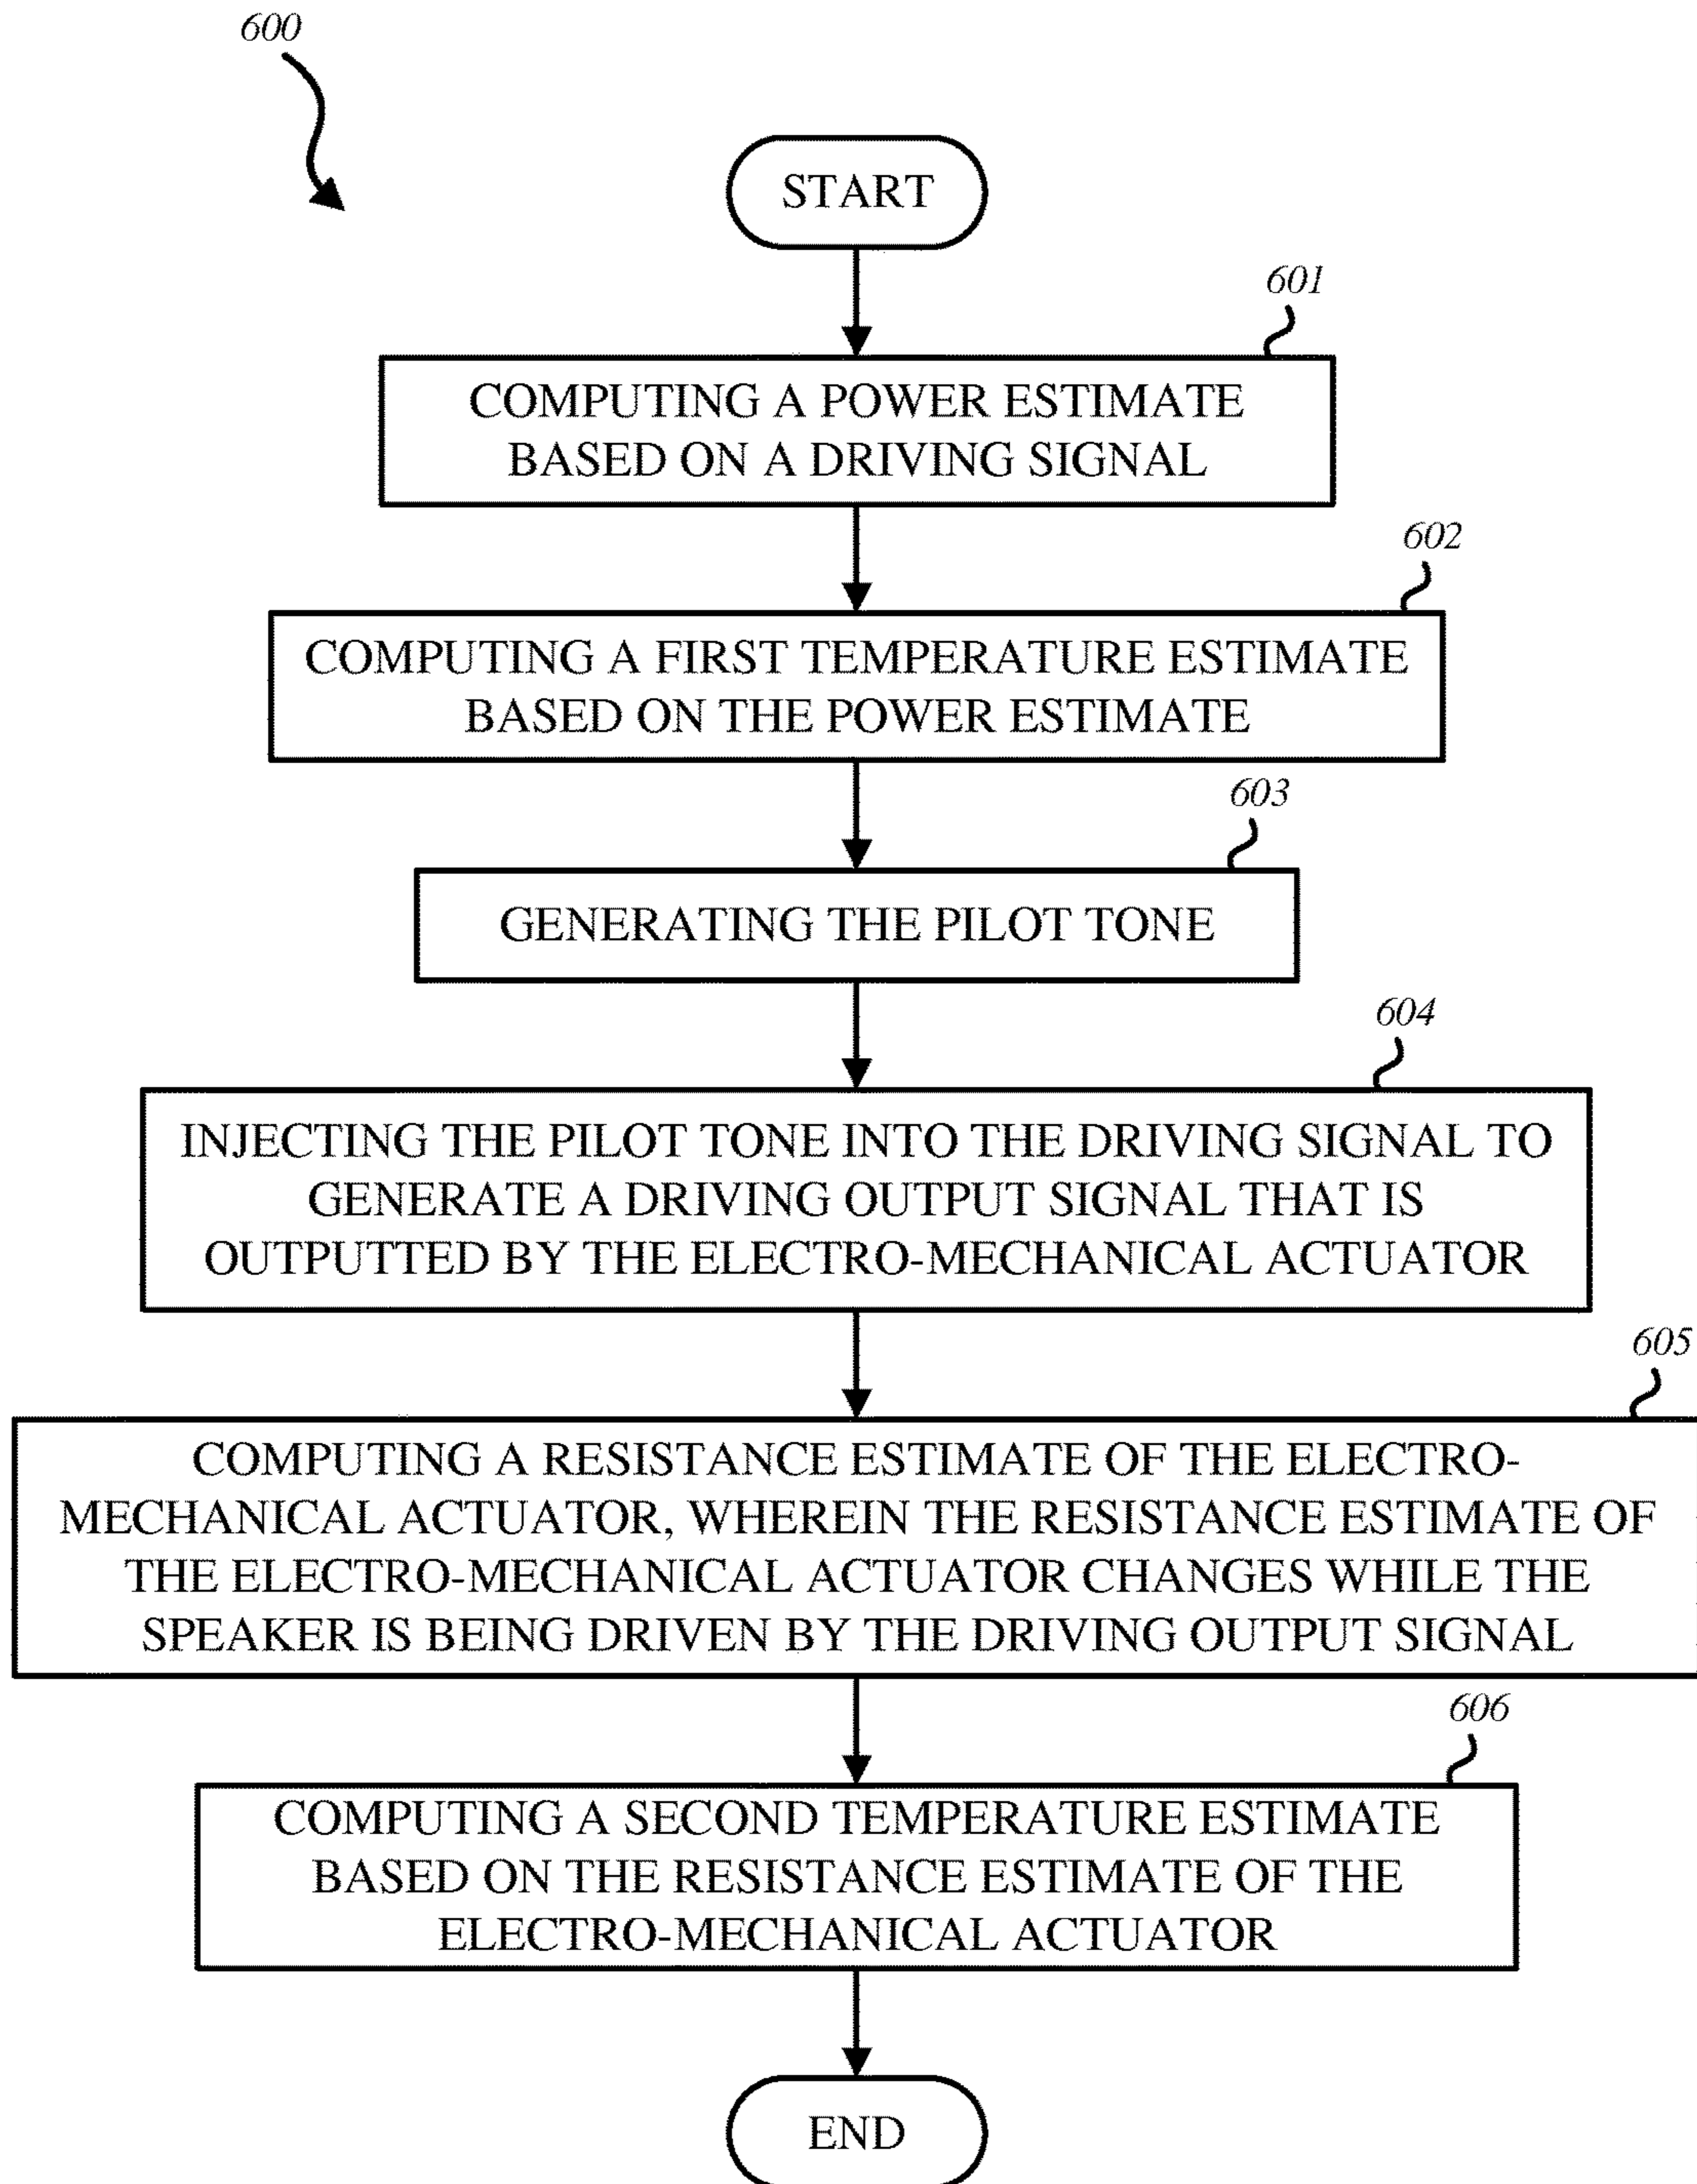 600
START
601
COMPUTING A POWER ESTIMATE
BASED ON A DRIVING SIGNAL
602
COMPUTING A FIRST TEMPERATURE ESTIMATE
BASED ON THE POWER ESTIMATE
603
GENERATING THE PILOT TONE
604
INJECTING THE PILOT TONE INTO THE DRIVING SIGNAL TO
GENERATE A DRIVING OUTPUT SIGNAL THAT IS
OUTPUTTED BY THE ELECTRO-MECHANICAL ACTUATOR
605
COMPUTING A RESISTANCE ESTIMATE OF THE ELECTRO-
MECHANICAL ACTUATOR, WHEREIN THE RESISTANCE ESTIMATE OF
THE ELECTRO-MECHANICAL ACTUATOR CHANGES WHILE THE
SPEAKER IS BEING DRIVEN BY THE DRIVING OUTPUT SIGNAL
606
COMPUTING A SECOND TEMPERATURE ESTIMATE
BASED ON THE RESISTANCE ESTIMATE OF THE
ELECTRO-MECHANICAL ACTUATOR
END